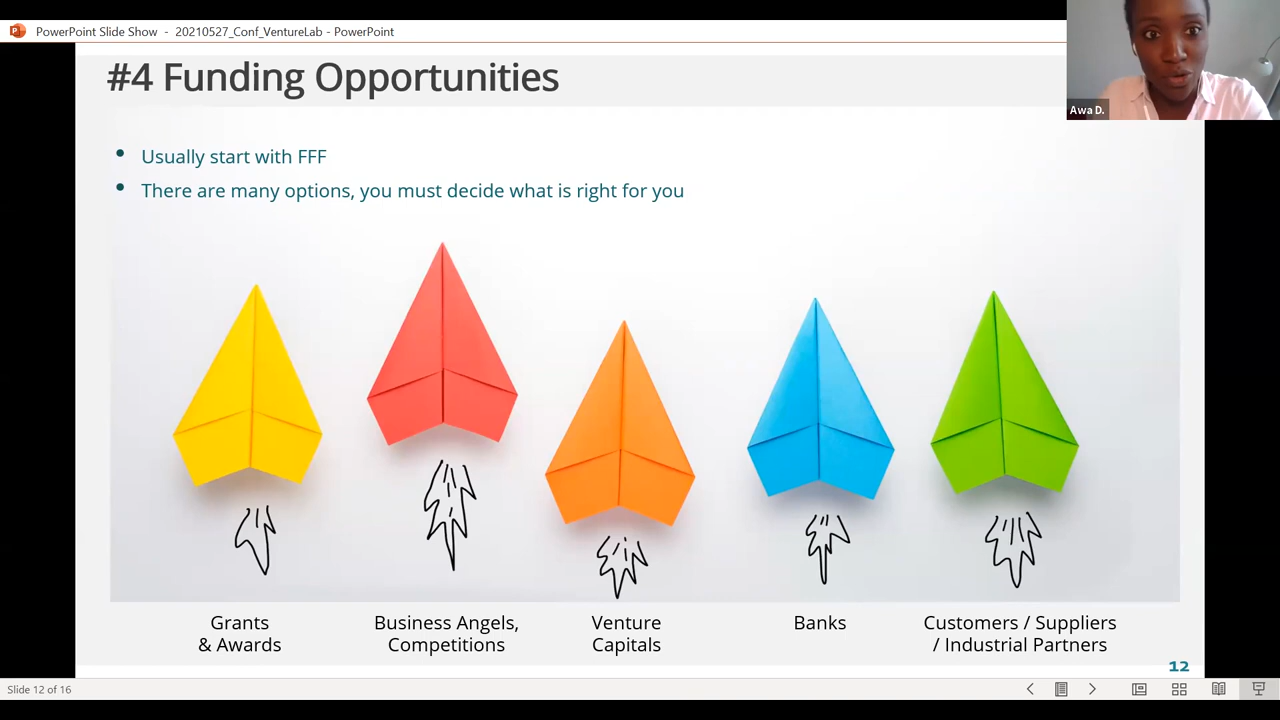 PowerPoint Slide Show - 20210527_Conf_VentureLab - PowerPoint
#4 Funding Opportunities
Awa D.
• Usually start with FFF
• There are many options, you must decide what is right for you
Grants
& Awards
Business Angels,
Competitions
Venture
Capitals
Banks
Customers / Suppliers
/ Industrial Partners
12
Slide 12 of 16